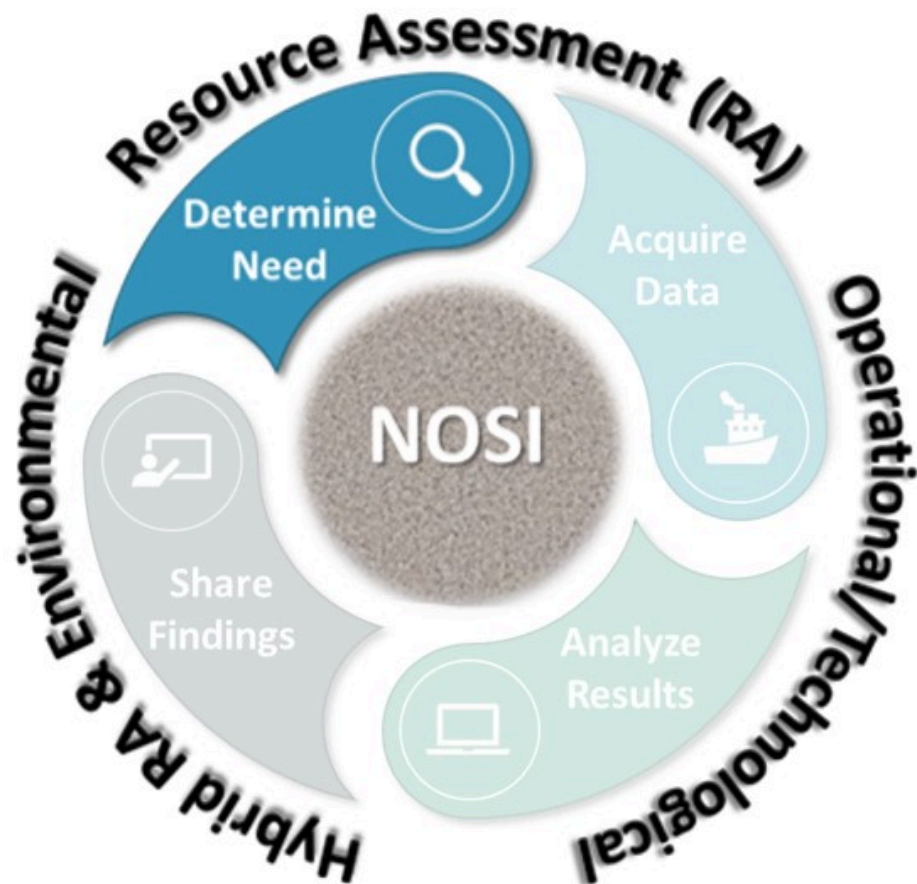 Resource Assessment (RA)
Determine
Need
Acquire
Data
Operational/Technological
NOSI
Analyze
Results
Share
Findings
Hybrid RA & Environmental